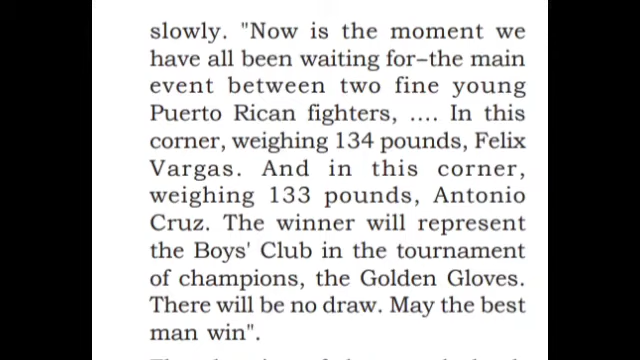 slowly. "Now is the moment we
have all been waiting for–the main
event between two fine young
Puerto Rican fighters, .... In this
corner, weighing 134 pounds, Felix
Vargas. And in this corner,
weighing 133 pounds, Antonio
Cruz. The winner will represent
the Boys' Club in the tournament
of champions, the Golden Gloves.
There will be no draw. May the best
man win".